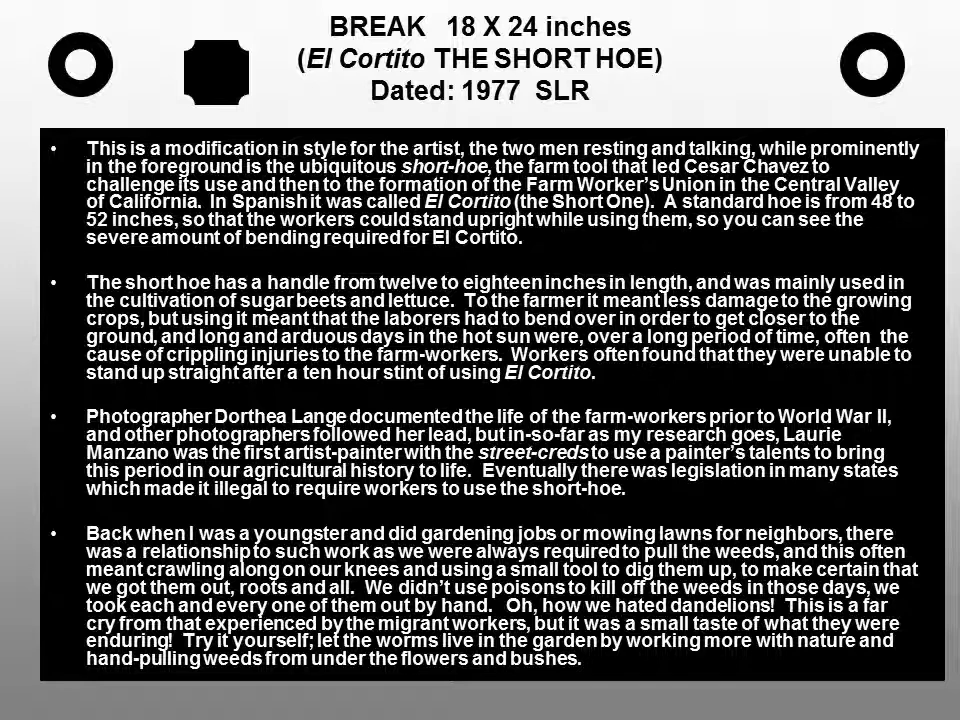 BREAK 18 X 24 inches
(El Cortito THE SHORT HOE)
Dated: 1977 SLR
• This is a modification in style for the artist, the two men resting and talking, while prominently
in the foreground is the ubiquitous short-hoe, the farm tool that led Cesar Chavez to
challenge its use and then to the formation of the Farm Worker's Union in the Central Valley
of California. In Spanish it was called El Cortito (the Short One). A standard hoe is from 48 to
52 inches, so that the workers could stand upright while using them, so you can see the
severe amount of bending required for El Cortito.
• The short hoe has a handle from twelve to eighteen inches in length, and was mainly used in
the cultivation of sugar beets and lettuce. To the farmer it meant less damage to the growing
crops, but using it meant that the laborers had to bend over in order to get closer to the
ground, and long and arduous days in the hot sun were, over a long period of time, often the
cause of crippling injuries to the farm-workers. Workers often found that they were unable to
stand up straight after a ten hour stint of using El Cortito.
• Photographer Dorthea Lange documented the life of the farm-workers prior to World War II,
and other photographers followed her lead, but in-so-far as my research goes, Laurie
Manzano was the first artist-painter with the street-creds to use a painter's talents to bring
this period in our agricultural history to life. Eventually there was legislation in many states
which made it illegal to require workers to use the short-hoe.
• Back when I was a youngster and did gardening jobs or mowing lawns for neighbors, there
was a relationship to such work as we were always required to pull the weeds, and this often
meant crawling along on our knees and using a small tool to dig them up, to make certain that
we got them out, roots and all. We didn't use poisons to kill off the weeds in those days, we
took each and every one of them out by hand. Oh, how we hated dandelions! This is a far
cry from that experienced by the migrant workers, but it was a small taste of what they were
enduring! Try it yourself; let the worms live in the garden by working more with nature and
hand-pulling weeds from under the flowers and bushes.